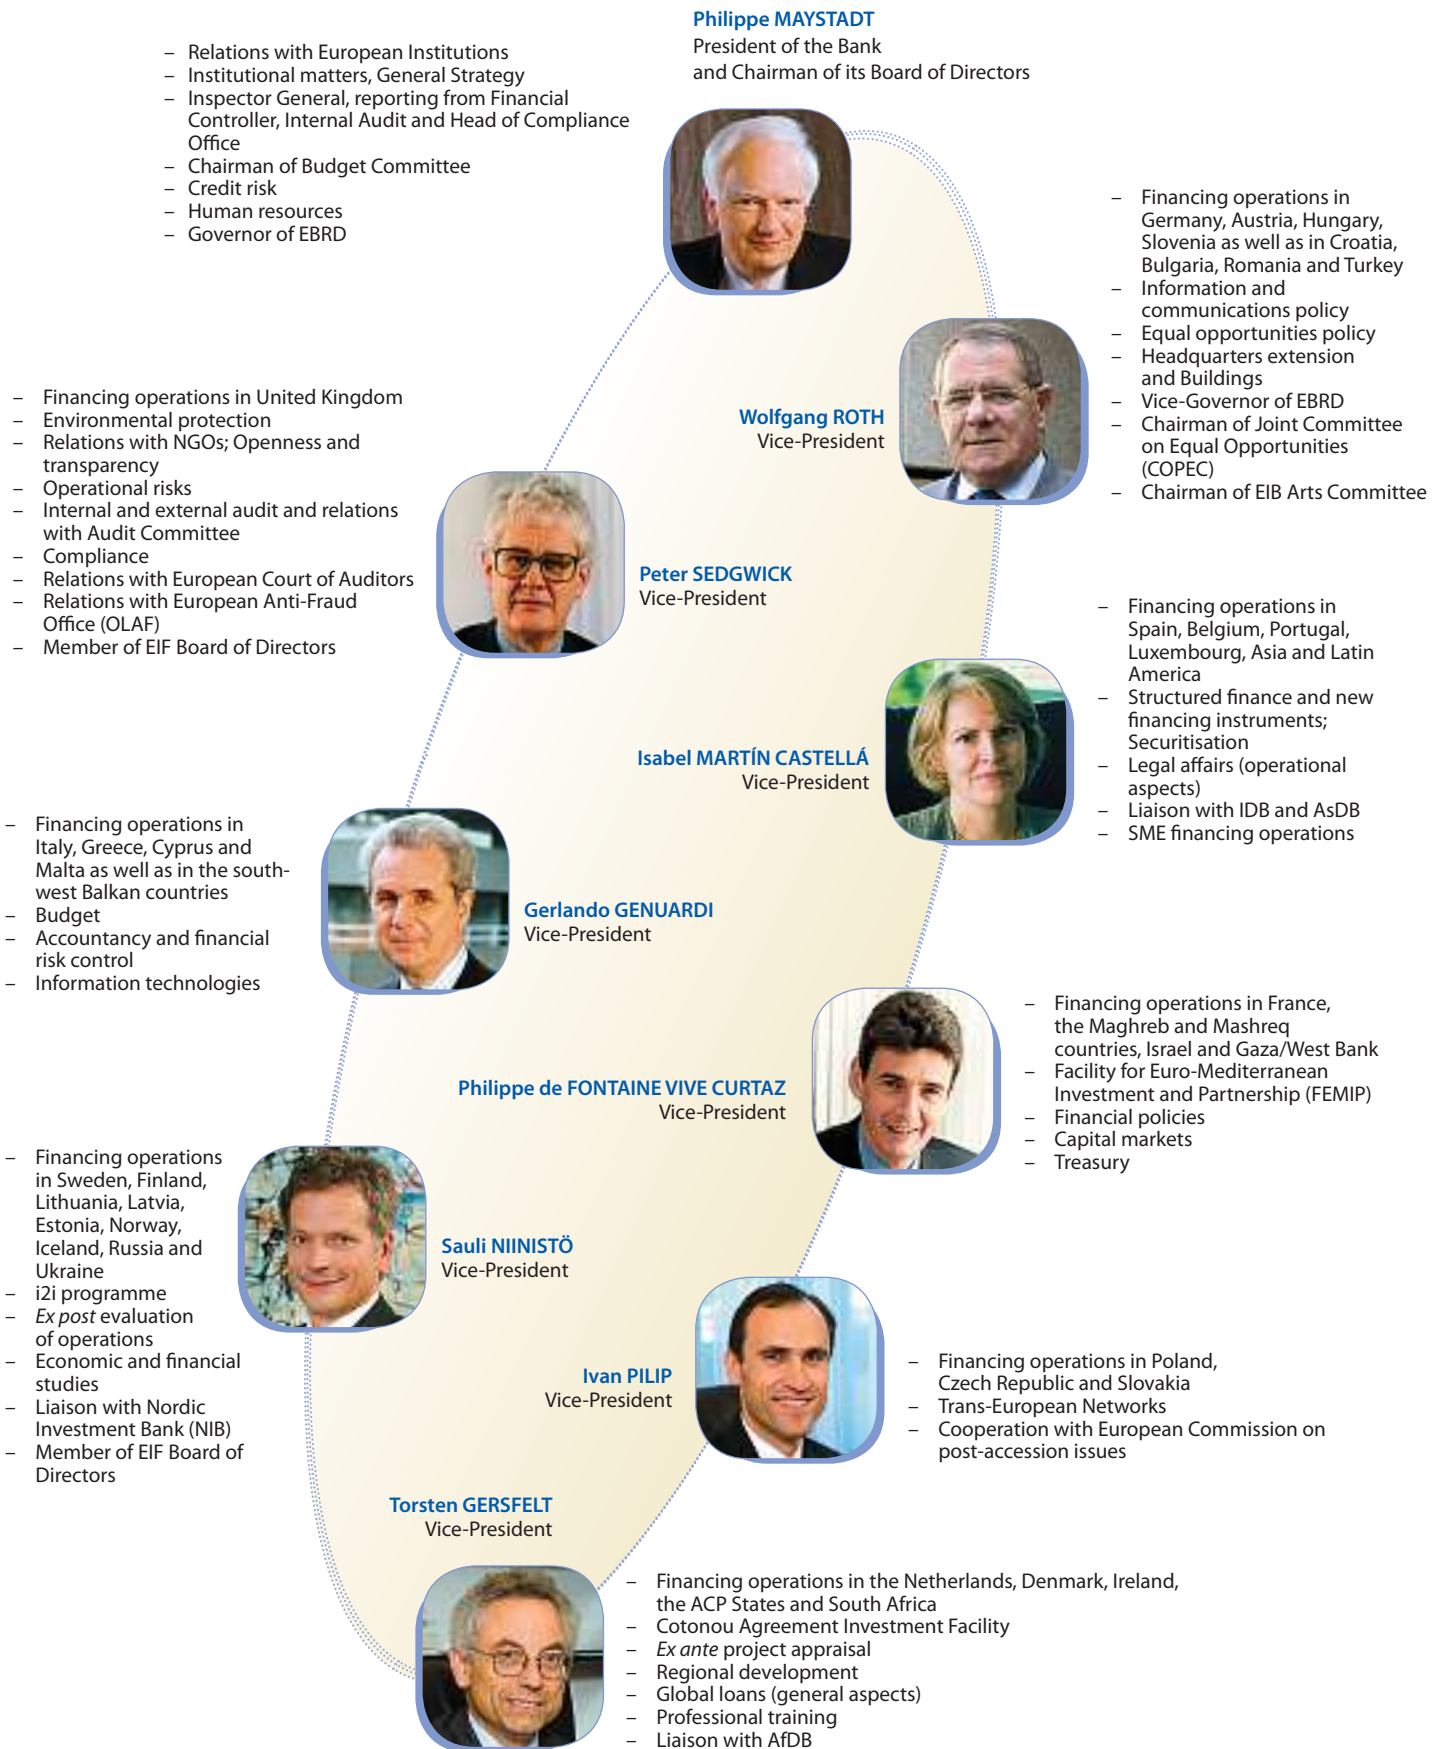 Philippe MAYSTADT
President of the Bank
and Chairman of its Board of Directors
– Relations with European Institutions
– Institutional matters, General Strategy
– Inspector General, reporting from Financial
Controller, Internal Audit and Head of Compliance
Office
– Chairman of Budget Committee
– Credit risk
– Human resources
– Governor of EBRD
Wolfgang ROTH
Vice-President
– Financing operations in
Germany, Austria, Hungary,
Slovenia as well as in Croatia,
Bulgaria, Romania and Turkey
– Information and
communications policy
– Equal opportunities policy
– Headquarters extension
and Buildings
– Vice-Governor of EBRD
– Chairman of Joint Committee
on Equal Opportunities
(COPEC)
– Chairman of EIB Arts Committee
– Financing operations in United Kingdom
– Environmental protection
– Relations with NGOs; Openness and
transparency
– Operational risks
– Internal and external audit and relations
with Audit Committee
– Compliance
– Relations with European Court of Auditors
– Relations with European Anti-Fraud
Office (OLAF)
– Member of EIF Board of Directors
Peter SEDGWICK
Vice-President
Isabel MARTÍN CASTELLÁ
Vice-President
– Financing operations in
Spain, Belgium, Portugal,
Luxembourg, Asia and Latin
America
– Structured finance and new
financing instruments;
Securitisation
– Legal affairs (operational
aspects)
– Liaison with IDB and AsDB
– SME financing operations
– Financing operations in
Italy, Greece, Cyprus and
Malta as well as in the south-
west Balkan countries
– Budget
– Accountancy and financial
risk control
– Information technologies
Gerlando GENUARDI
Vice-President
Philippe de FONTAINE VIVE CURTAZ
Vice-President
– Financing operations in France,
the Maghreb and Mashreq
countries, Israel and Gaza/West Bank
– Facility for Euro-Mediterranean
Investment and Partnership (FEMIP)
– Financial policies
– Capital markets
– Treasury
– Financing operations
in Sweden, Finland,
Lithuania, Latvia,
Estonia, Norway,
Iceland, Russia and
Ukraine
– i2i programme
– Ex post evaluation
of operations
– Economic and financial
studies
– Liaison with Nordic
Investment Bank (NIB)
– Member of EIF Board of
Directors
Sauli NIINISTÖ
Vice-President
Ivan PILIP
Vice-President
– Financing operations in Poland,
Czech Republic and Slovakia
– Trans-European Networks
– Cooperation with European Commission on
post-accession issues
Torsten GERSFELT
Vice-President
– Financing operations in the Netherlands, Denmark, Ireland,
the ACP States and South Africa
– Cotonou Agreement Investment Facility
– Ex ante project appraisal
– Regional development
– Global loans (general aspects)
– Professional training
– Liaison with AfDB